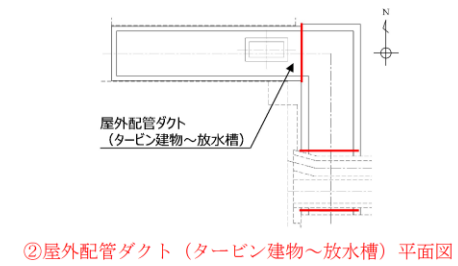 N
屋外配管ダクト
（タービン建物～放水槽）
②屋外配管ダクト（タービン建物～放水槽）平面図